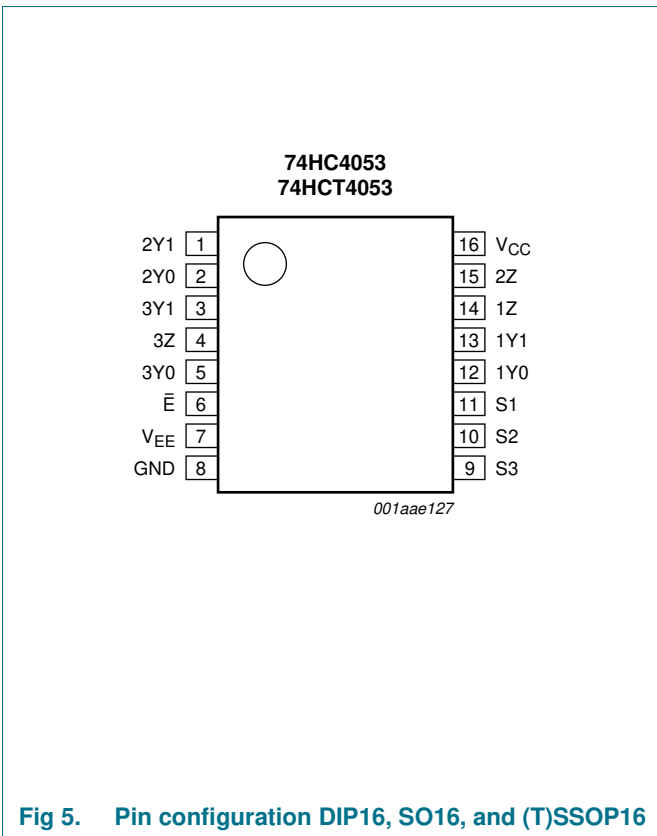 74HC4053
74HCT4053
2Y1 1 16 VCC
2Y0 2 15 2Z
3Y1 3 14 1Z
3Z 4 13 1Y1
3Y0 5 12 1Y0
E̅ 6 11 S1
VEE 7 10 S2
GND 8 9 S3
001aae127
Fig 5. Pin configuration DIP16, SO16, and (T)SSOP16